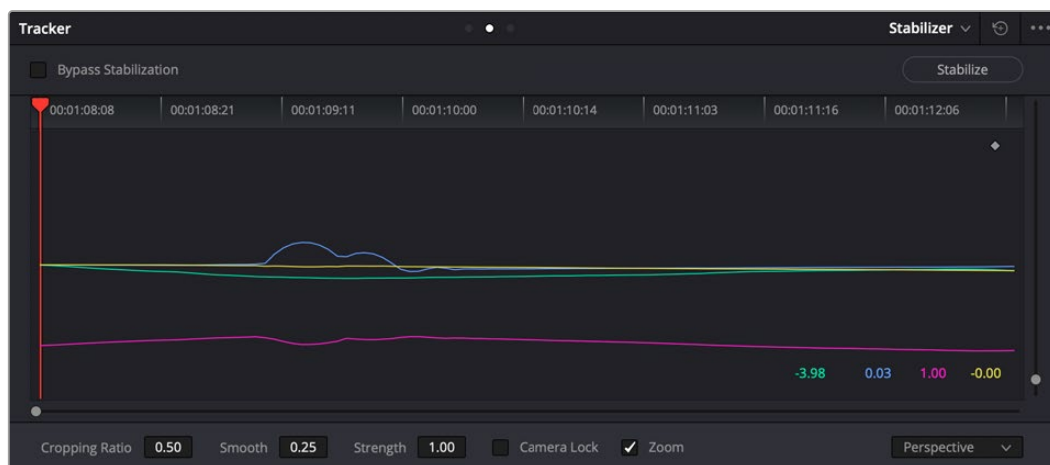 Tracker Stabilizer
Bypass Stabilization Stabilize
00:01:08:08 00:01:08:21 00:01:09:11 00:01:10:00 00:01:10:14 00:01:11:03 00:01:11:16 00:01:12:06
-3.98 0.03 1.00 -0.00
Cropping Ratio 0.50 Smooth 0.25 Strength 1.00 Camera Lock Zoom Perspective